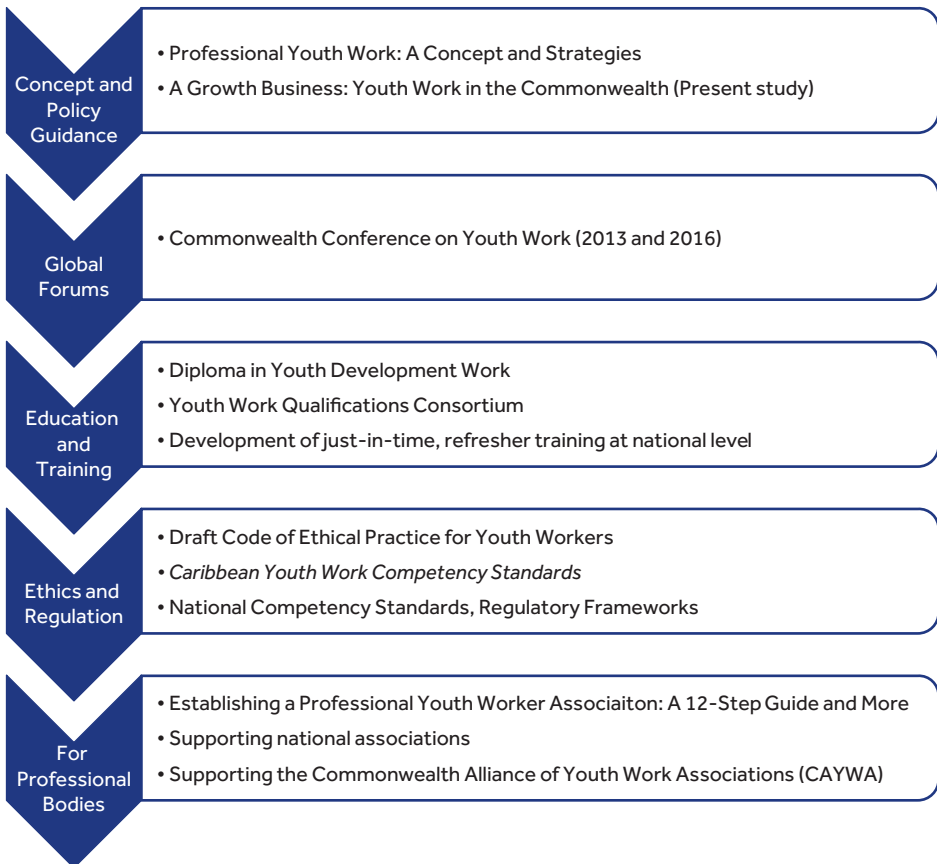 Concept and
Policy
Guidance
• Professional Youth Work: A Concept and Strategies
• A Growth Business: Youth Work in the Commonwealth (Present study)
Global
Forums
• Commonwealth Conference on Youth Work (2013 and 2016)
Education
and
Training
• Diploma in Youth Development Work
• Youth Work Qualifications Consortium
• Development of just-in-time, refresher training at national level
Ethics and
Regulation
• Draft Code of Ethical Practice for Youth Workers
• Caribbean Youth Work Competency Standards
• National Competency Standards, Regulatory Frameworks
For
Professional
Bodies
• Establishing a Professional Youth Worker Associaiton: A 12-Step Guide and More
• Supporting national associations
• Supporting the Commonwealth Alliance of Youth Work Associations (CAYWA)